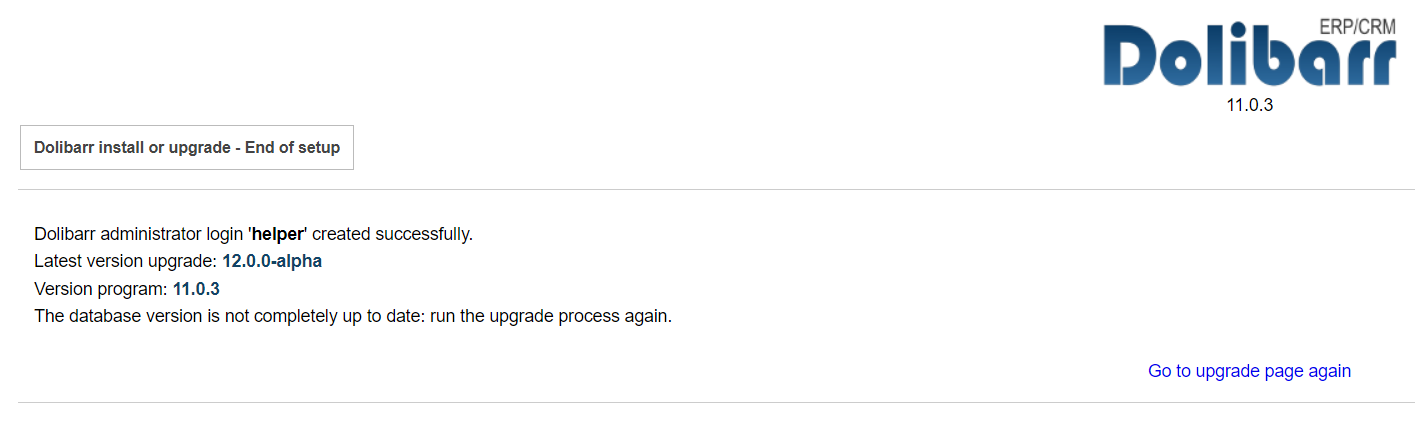 ERP/CRM
Dolibarr
11.0.3
Dolibarr install or upgrade - End of setup
Dolibarr administrator login 'helper' created successfully.
Latest version upgrade: 12.0.0-alpha
Version program: 11.0.3
The database version is not completely up to date: run the upgrade process again.
Go to upgrade page again